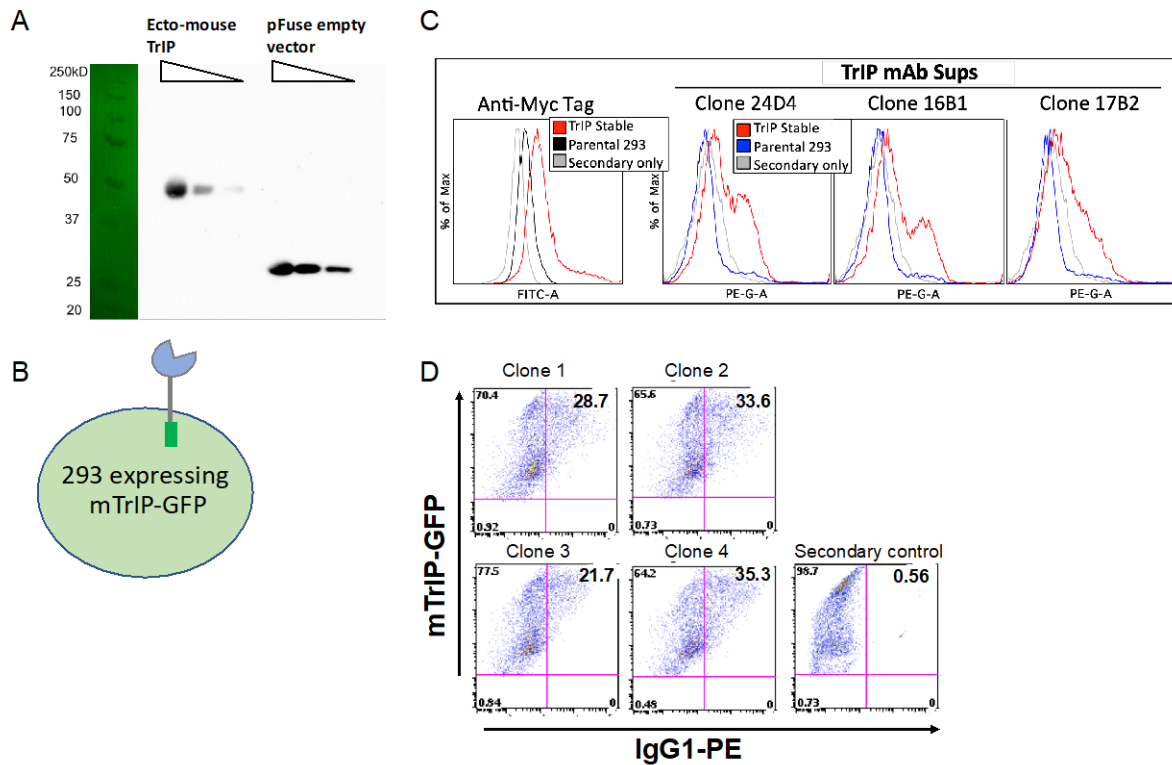 A
Ecto-mouse
TrIP
pFuse empty
vector
250kD
150
100
75
50
37
25
20
B
293 expressing
mTrIP-GFP
C
TrIP mAb Sups
Anti-Myc Tag
Clone 24D4
Clone 16B1
Clone 17B2
TrIP Stable
Parental 293
Secondary only
TrIP Stable
Parental 293
Secondary only
% of Max
% of Max
FITC-A
PE-G-A
PE-G-A
PE-G-A
D
Clone 1
Clone 2
70.4
28.7
0.92
0
65.6
33.6
0.73
0
Clone 3
Clone 4
Secondary control
77.5
21.7
0.84
0
64.2
35.3
0.48
0
98.7
0.56
0.73
0
mTrIP-GFP
IgG1-PE